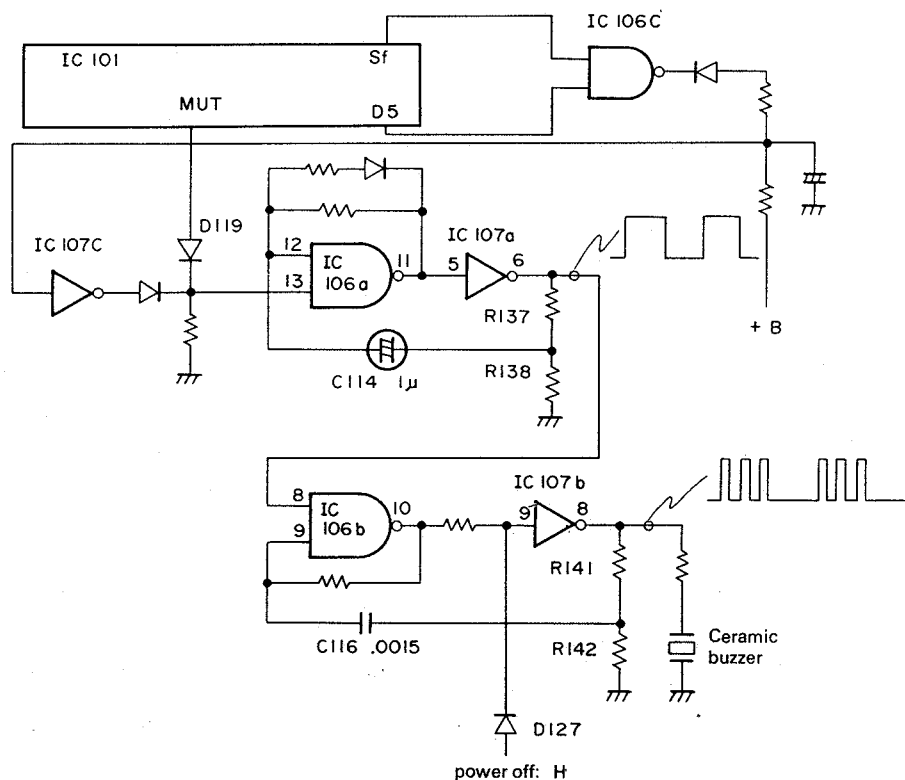 IC 106C
IC 101
Sf
MUT
D5
D119
IC 107C
12
IC
106a
11
13
IC 107a
5
6
R137
+ B
C114 1µ
R138
8
IC
106b
10
9
IC 107b
9
8
R141
C116 .0015
R142
Ceramic
buzzer
D127
power off: H